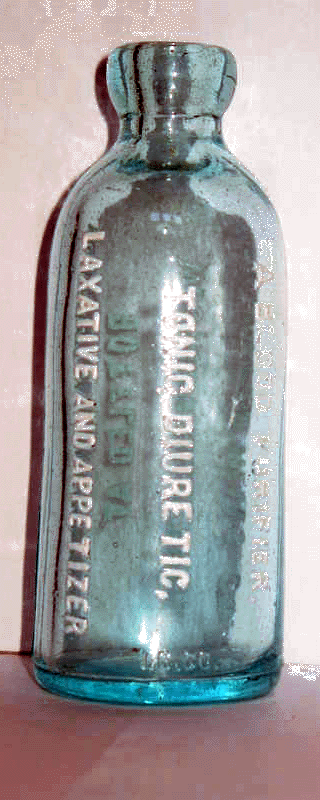 A BLOOD PURIFIER.
TONIC, DIURETIC,
LAXATIVE AND APPETIZER